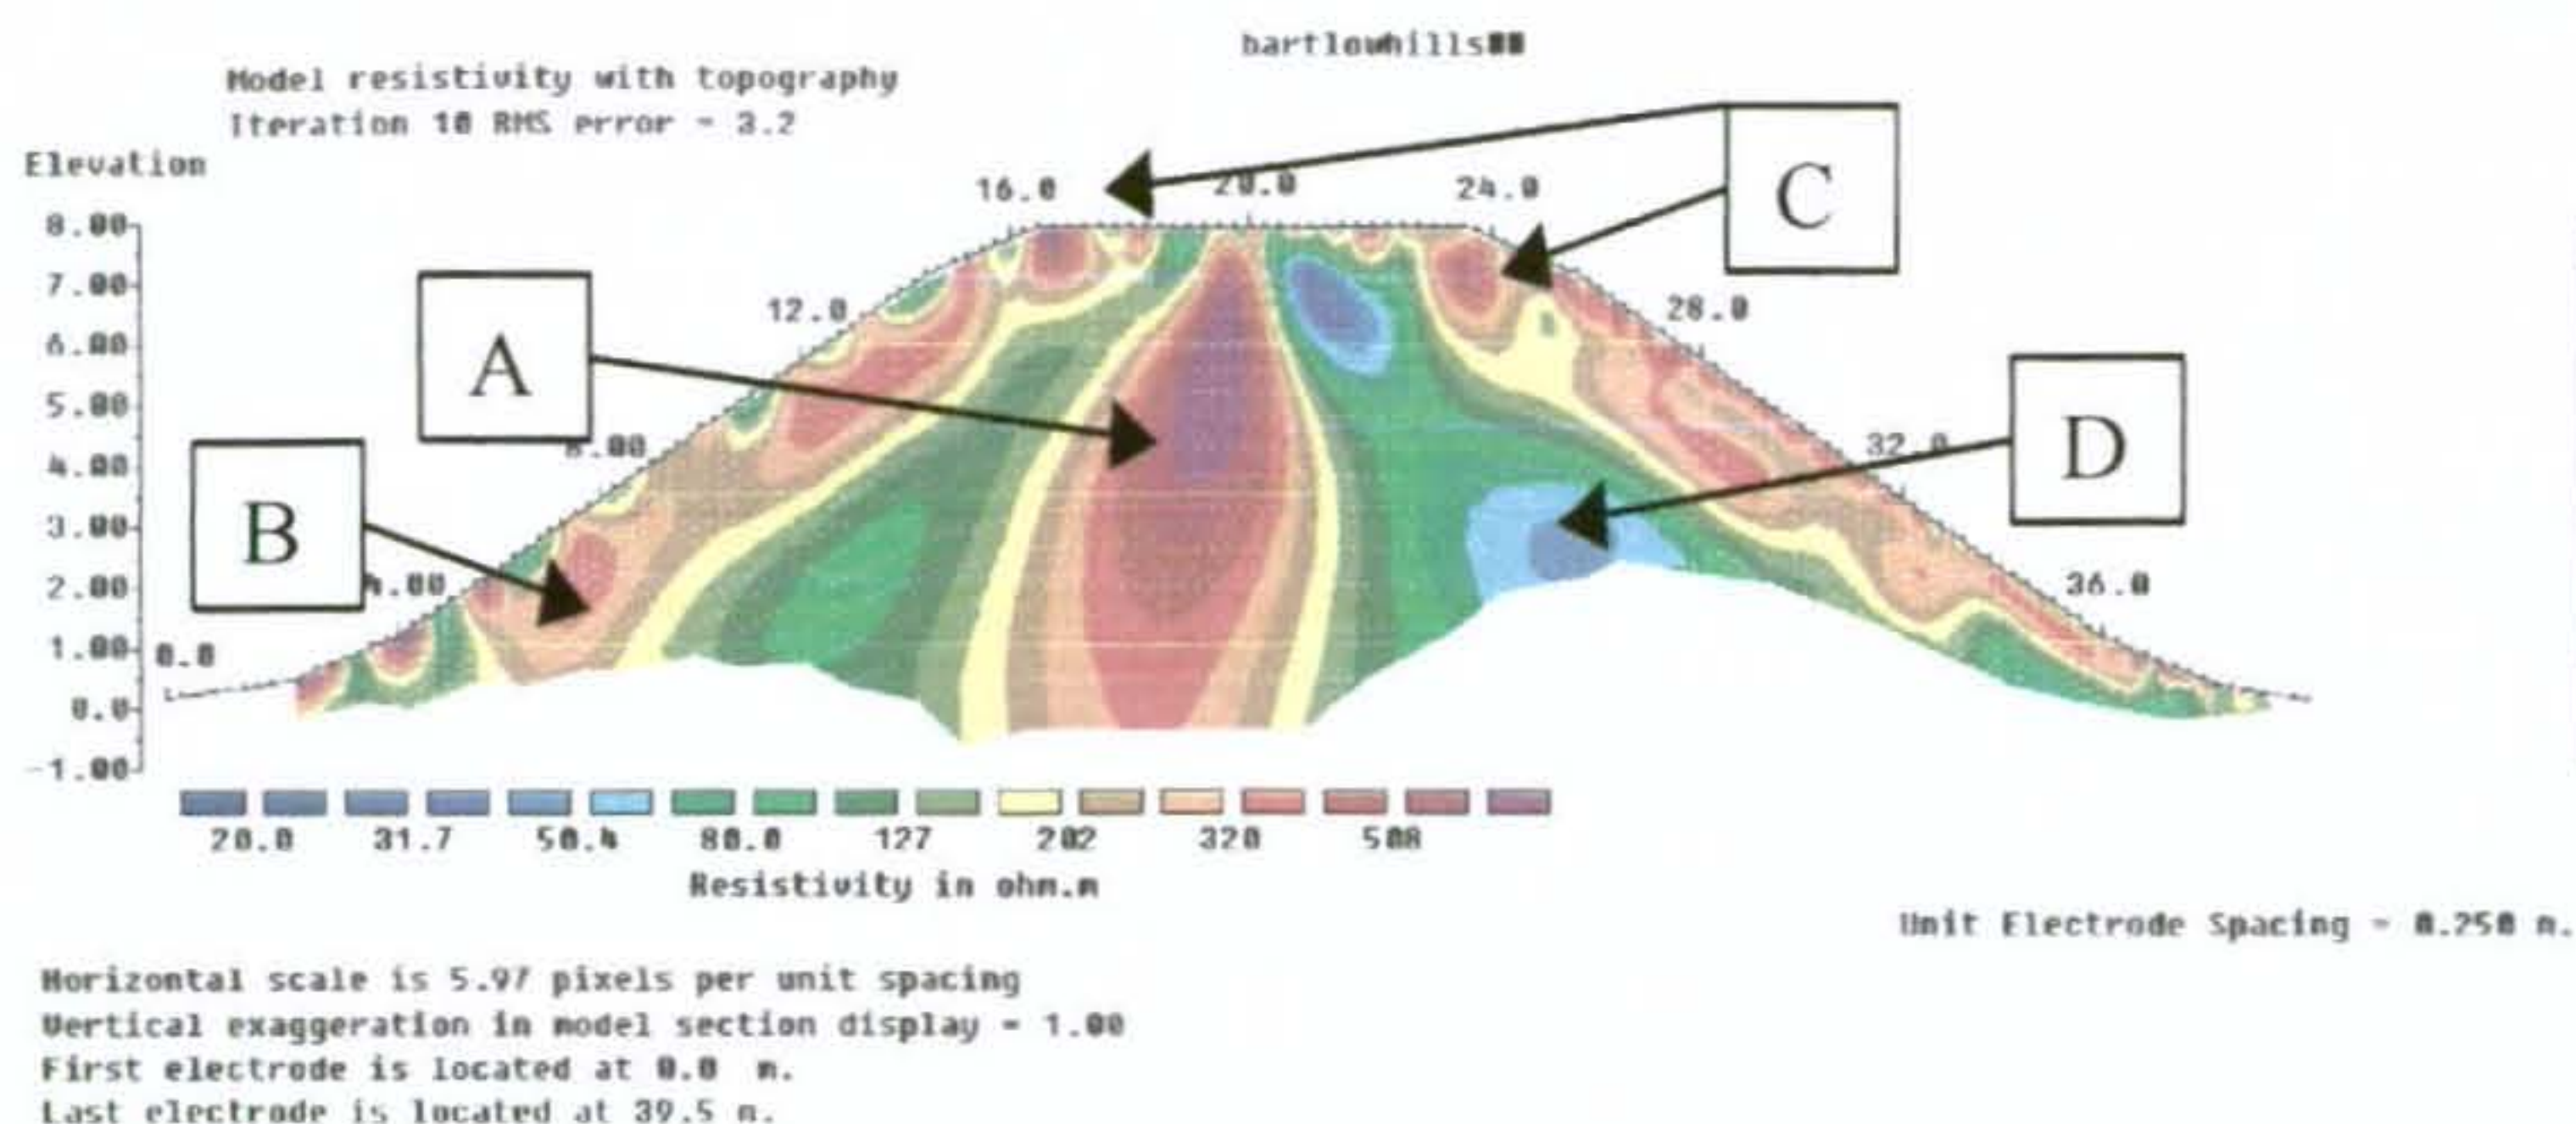 bartlowhills
Model resistivity with topography
Iteration 10 RMS error = 3.2
Elevation
16.0 20.0 24.0
C
8.00
7.00
12.0
28.0
6.00
A
5.00
8.00
32.0
D
4.00
B
3.00
2.00
4.00
36.0
1.00
0.0
0.0
-1.00
20.0 31.7 50.4 80.0 127 202 320 508
Resistivity in ohm.m
Unit Electrode Spacing = 0.250 m.
Horizontal scale is 5.97 pixels per unit spacing
Vertical exaggeration in model section display = 1.00
First electrode is located at 0.0 m.
Last electrode is located at 39.5 m.